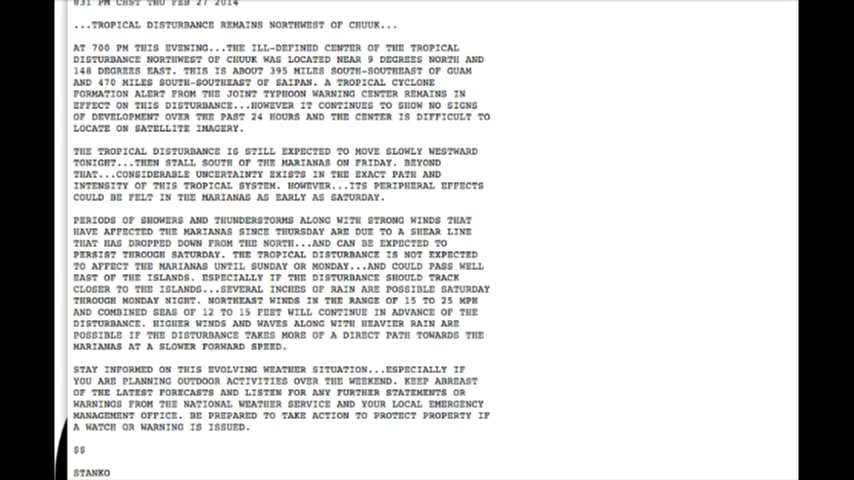 831 PM CHST THU FEB 27 2014
...TROPICAL DISTURBANCE REMAINS NORTHWEST OF CHUUK...
AT 700 PM THIS EVENING...THE ILL-DEFINED CENTER OF THE TROPICAL
DISTURBANCE NORTHWEST OF CHUUK WAS LOCATED NEAR 9 DEGREES NORTH AND
148 DEGREES EAST. THIS IS ABOUT 395 MILES SOUTH-SOUTHEAST OF GUAM
AND 470 MILES SOUTH-SOUTHEAST OF SAIPAN. A TROPICAL CYCLONE
FORMATION ALERT FROM THE JOINT TYPHOON WARNING CENTER REMAINS IN
EFFECT ON THIS DISTURBANCE...HOWEVER IT CONTINUES TO SHOW NO SIGNS
OF DEVELOPMENT OVER THE PAST 24 HOURS AND THE CENTER IS DIFFICULT TO
LOCATE ON SATELLITE IMAGERY.
THE TROPICAL DISTURBANCE IS STILL EXPECTED TO MOVE SLOWLY WESTWARD
TONIGHT...THEN STALL SOUTH OF THE MARIANAS ON FRIDAY. BEYOND
THAT...CONSIDERABLE UNCERTAINTY EXISTS IN THE EXACT PATH AND
INTENSITY OF THIS TROPICAL SYSTEM. HOWEVER...ITS PERIPHERAL EFFECTS
COULD BE FELT IN THE MARIANAS AS EARLY AS SATURDAY.
PERIODS OF SHOWERS AND THUNDERSTORMS ALONG WITH STRONG WINDS THAT
HAVE AFFECTED THE MARIANAS SINCE THURSDAY ARE DUE TO A SHEAR LINE
THAT HAS DROPPED DOWN FROM THE NORTH...AND CAN BE EXPECTED TO
PERSIST THROUGH SATURDAY. THE TROPICAL DISTURBANCE IS NOT EXPECTED
TO AFFECT THE MARIANAS UNTIL SUNDAY OR MONDAY...AND COULD PASS WELL
EAST OF THE ISLANDS. ESPECIALLY IF THE DISTURBANCE SHOULD TRACK
CLOSER TO THE ISLANDS...SEVERAL INCHES OF RAIN ARE POSSIBLE SATURDAY
THROUGH MONDAY NIGHT. NORTHEAST WINDS IN THE RANGE OF 15 TO 25 MPH
AND COMBINED SEAS OF 12 TO 15 FEET WILL CONTINUE IN ADVANCE OF THE
DISTURBANCE. HIGHER WINDS AND WAVES ALONG WITH HEAVIER RAIN ARE
POSSIBLE IF THE DISTURBANCE TAKES MORE OF A DIRECT PATH TOWARDS THE
MARIANAS AT A SLOWER FORWARD SPEED.
STAY INFORMED ON THIS EVOLVING WEATHER SITUATION...ESPECIALLY IF
YOU ARE PLANNING OUTDOOR ACTIVITIES OVER THE WEEKEND. KEEP ABREAST
OF THE LATEST FORECASTS AND LISTEN FOR ANY FURTHER STATEMENTS OR
WARNINGS FROM THE NATIONAL WEATHER SERVICE AND YOUR LOCAL EMERGENCY
MANAGEMENT OFFICE. BE PREPARED TO TAKE ACTION TO PROTECT PROPERTY IF
A WATCH OR WARNING IS ISSUED.
$$
STANKO